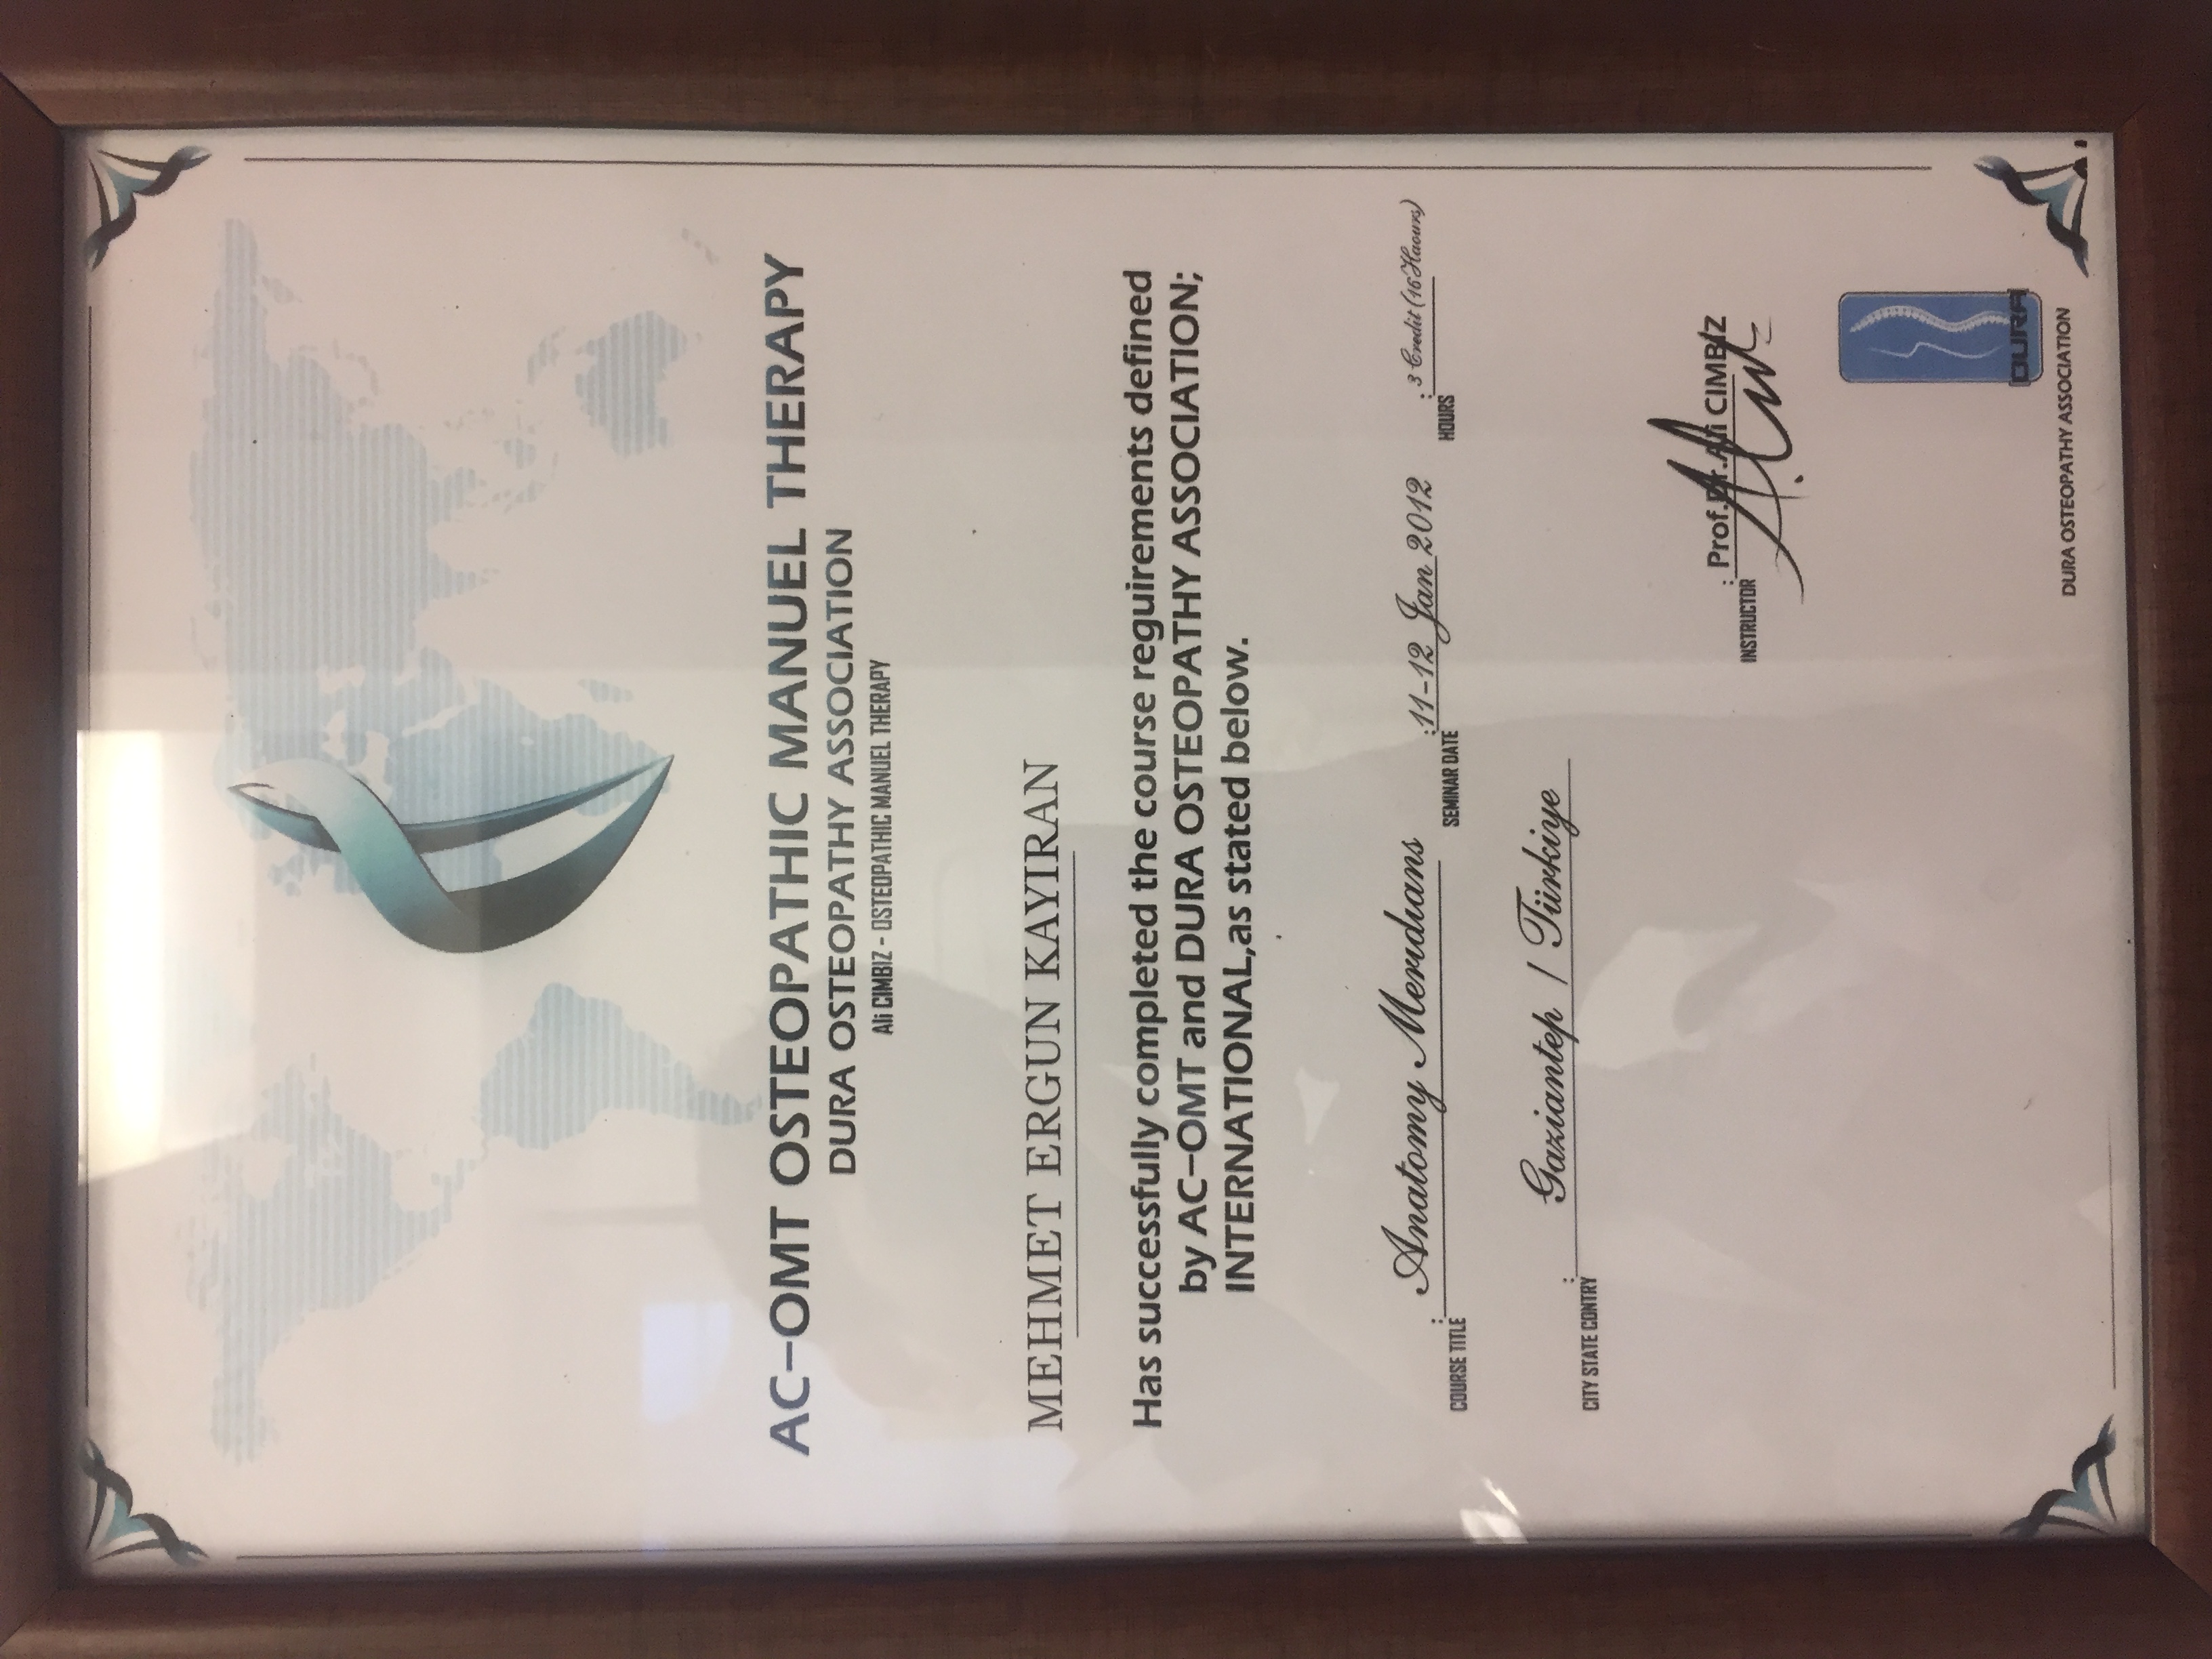 AC-OMT OSTEOPATHIC MANUEL THERAPY
DURA OSTEOPATHY ASSOCIATION
Ali CIMBIZ - OSTEOPATHIC MANUEL THERAPY
MEHMET ERGUN KAYIRAN
Has successfully completed the course reguirements defined
by AC-OMT and DURA OSTEOPATHY ASSOCIATION;
INTERNATIONAL,as stated below.
COURSE TITLE : Anatomy Merdians SEMINAR DATE : 11-12 Jan 2012 HOURS : 3 Credit (16 Haours)
CITY STATE CONTRY : Gaziantep / Türkiye
INSTRUCTOR : Prof.Dr.Ali CIMBIZ
DURA
DURA OSTEOPATHY ASSOCIATION